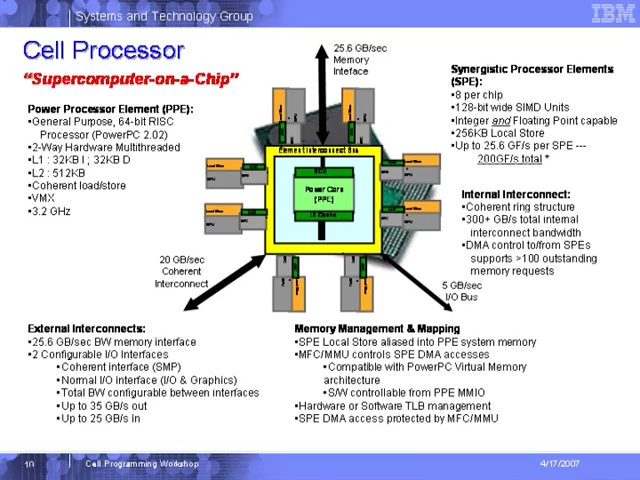 Systems and Technology Group
IBM
Cell Processor
“Supercomputer-on-a-Chip”
25.6 GB/sec
Memory
Inteface
Power Processor Element (PPE):
•General Purpose, 64-bit RISC
Processor (PowerPC 2.02)
•2-Way Hardware Multithreaded
•L1 : 32KB I ; 32KB D
•L2 : 512KB
•Coherent load/store
•VMX
•3.2 GHz
Element Interconnect Bus
Power Core
(PPE)
L2 Cache
Synergistic Processor Elements
(SPE):
•8 per chip
•128-bit wide SIMD Units
•Integer and Floating Point capable
•256KB Local Store
•Up to 25.6 GF/s per SPE ---
200GF/s total *
Internal Interconnect:
•Coherent ring structure
•300+ GB/s total internal
interconnect bandwidth
•DMA control to/from SPEs
supports >100 outstanding
memory requests
20 GB/sec
Coherent
Interconnect
5 GB/sec
I/O Bus
External Interconnects:
•25.6 GB/sec BW memory interface
•2 Configurable I/O Interfaces
•Coherent interface (SMP)
•Normal I/O interface (I/O & Graphics)
•Total BW configurable between interfaces
•Up to 35 GB/s out
•Up to 25 GB/s in
Memory Management & Mapping
•SPE Local Store aliased into PPE system memory
•MFC/MMU controls SPE DMA accesses
•Compatible with PowerPC Virtual Memory
architecture
•S/W controllable from PPE MMIO
•Hardware or Software TLB management
•SPE DMA access protected by MFC/MMU
10
Cell Programming Workshop
4/17/2007